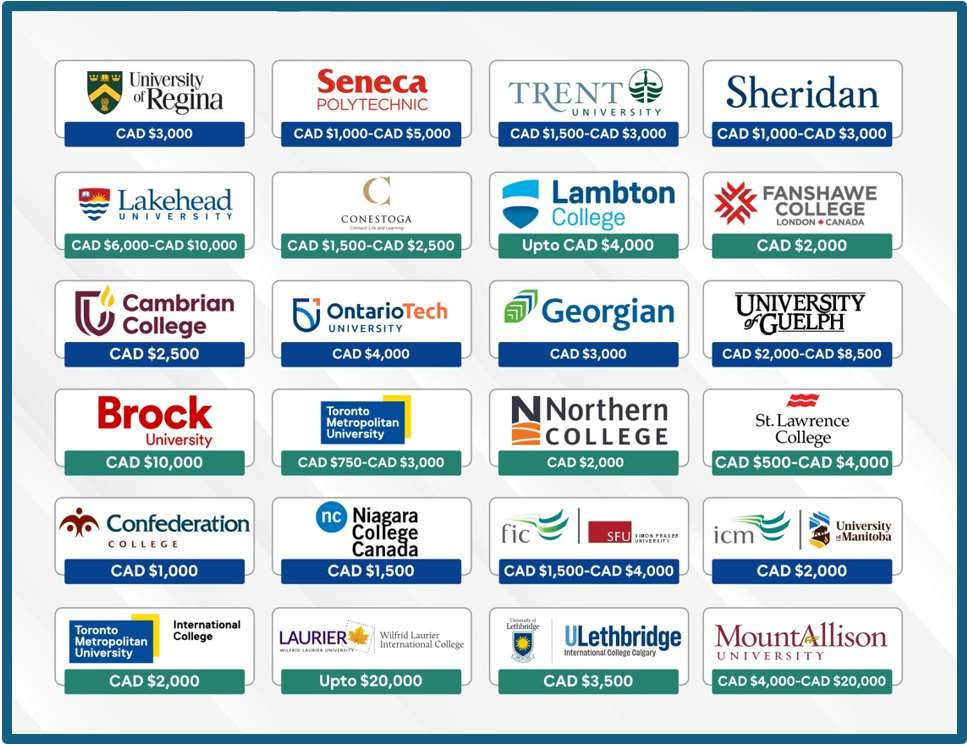 University
of Regina
CAD $3,000
Seneca
POLYTECHNIC
CAD $1,000-CAD $5,000
TRENT
UNIVERSITY
CAD $1,500-CAD $3,000
Sheridan
CAD $1,000-CAD $3,000
Lakehead
UNIVERSITY
CAD $6,000-CAD $10,000
C
CONESTOGA
Connect Life and Learning
CAD $1,500-CAD $2,500
Lambton
College
Upto CAD $4,000
FANSHAWE
COLLEGE
LONDON CANADA
CAD $2,000
Cambrian
College
CAD $2,500
OntarioTech
UNIVERSITY
CAD $4,000
Georgian
CAD $3,000
UNIVERSITY
of GUELPH
CAD $2,000-CAD $8,500
Brock
University
CAD $10,000
Toronto
Metropolitan
University
CAD $750-CAD $3,000
N Northern
COLLEGE
CAD $2,000
St. Lawrence
College
CAD $500-CAD $4,000
Confederation
COLLEGE
CAD $1,000
nc Niagara
College
Canada
CAD $1,500
fic
SFU SIMON FRASER
UNIVERSITY
CAD $1,500-CAD $4,000
icm
University
of Manitoba
CAD $2,000
Toronto
Metropolitan
University
International
College
CAD $2,000
LAURIER
WILFRID LAURIER UNIVERSITY
Wilfrid Laurier
International College
Upto $20,000
University of
Lethbridge
ULethbridge
International College Calgary
CAD $3,500
MountAllison
UNIVERSITY
CAD $4,000-CAD $20,000